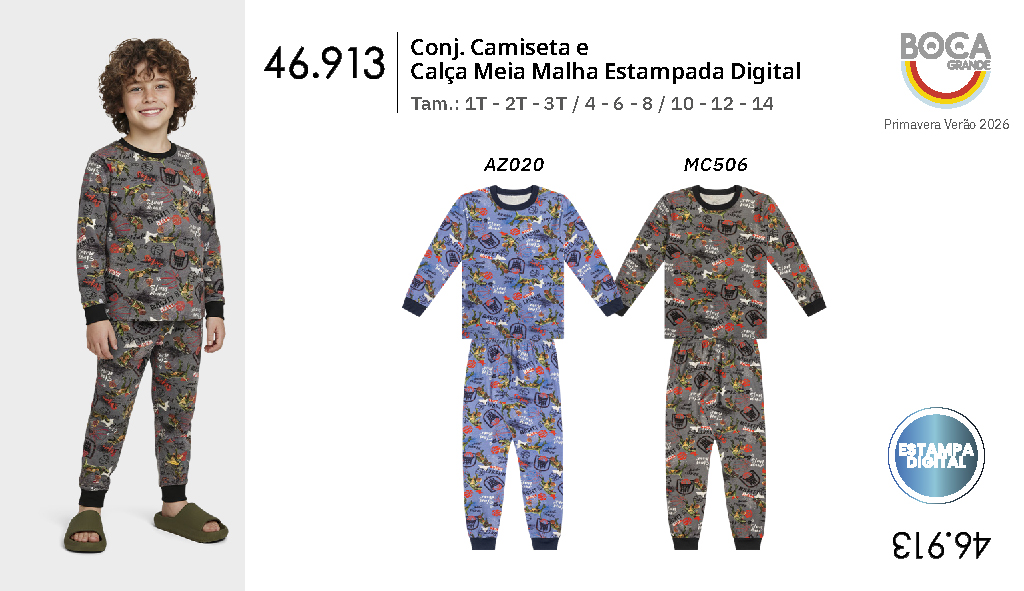 46.913
Conj. Camiseta e
Calça Meia Malha Estampada Digital
Tam.: 1T - 2T - 3T / 4 - 6 - 8 / 10 - 12 - 14
BOCA
GRANDE
Primavera Verão 2026
AZ020
MC506
ESTAMPA
DIGITAL
46.913